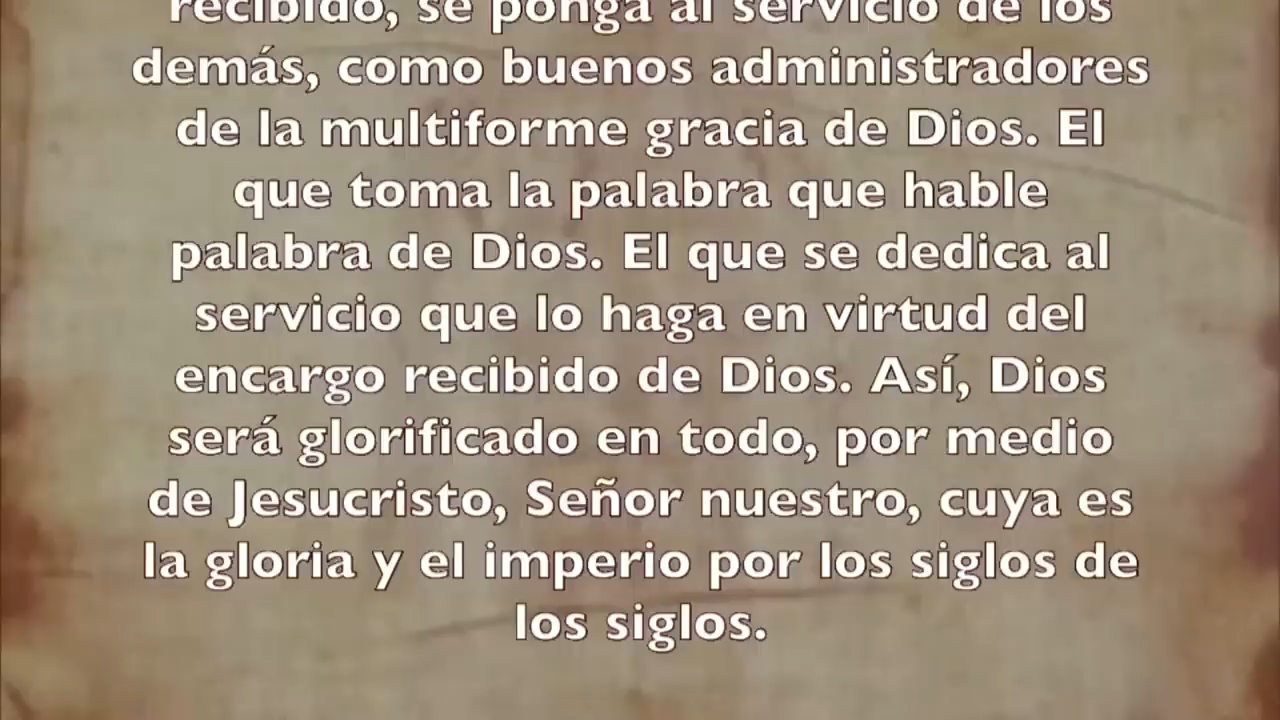 recibido, se ponga al servicio de los
demás, como buenos administradores
de la multiforme gracia de Dios. El
que toma la palabra que hable
palabra de Dios. El que se dedica al
servicio que lo haga en virtud del
encargo recibido de Dios. Así, Dios
será glorificado en todo, por medio
de Jesucristo, Señor nuestro, cuya es
la gloria y el imperio por los siglos de
los siglos.